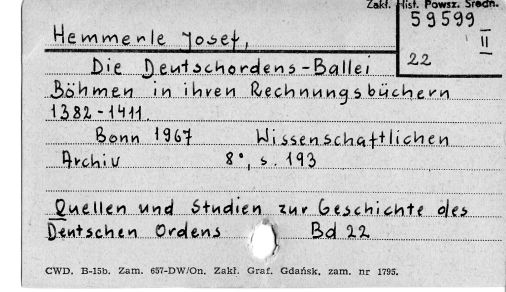 Zakł. Hist. Powsz. Średn.
59599
II
22
Hemmerle Josef,
Die Deutschordens-Ballei
Böhmen in ihren Rechnungsbüchern
1382-1411.
Bonn 1967 Wissenschaftlichen
Archiv 8°, s. 193
Quellen und Studien zur Geschichte des
Deutschen Ordens Bd 22
CWD. B-15b. Zam. 657-DW/On. Zakł. Graf. Gdańsk, zam. nr 1795.